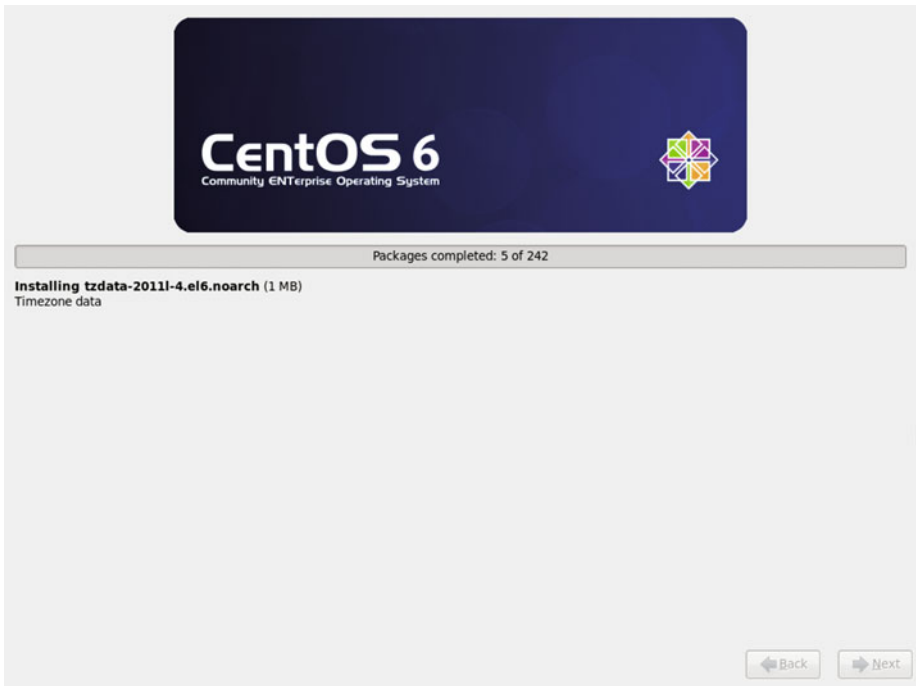 CentOS 6
Community ENTerprise Operating System
Packages completed: 5 of 242
Installing tzdata-2011l-4.el6.noarch (1 MB)
Timezone data
Back
Next